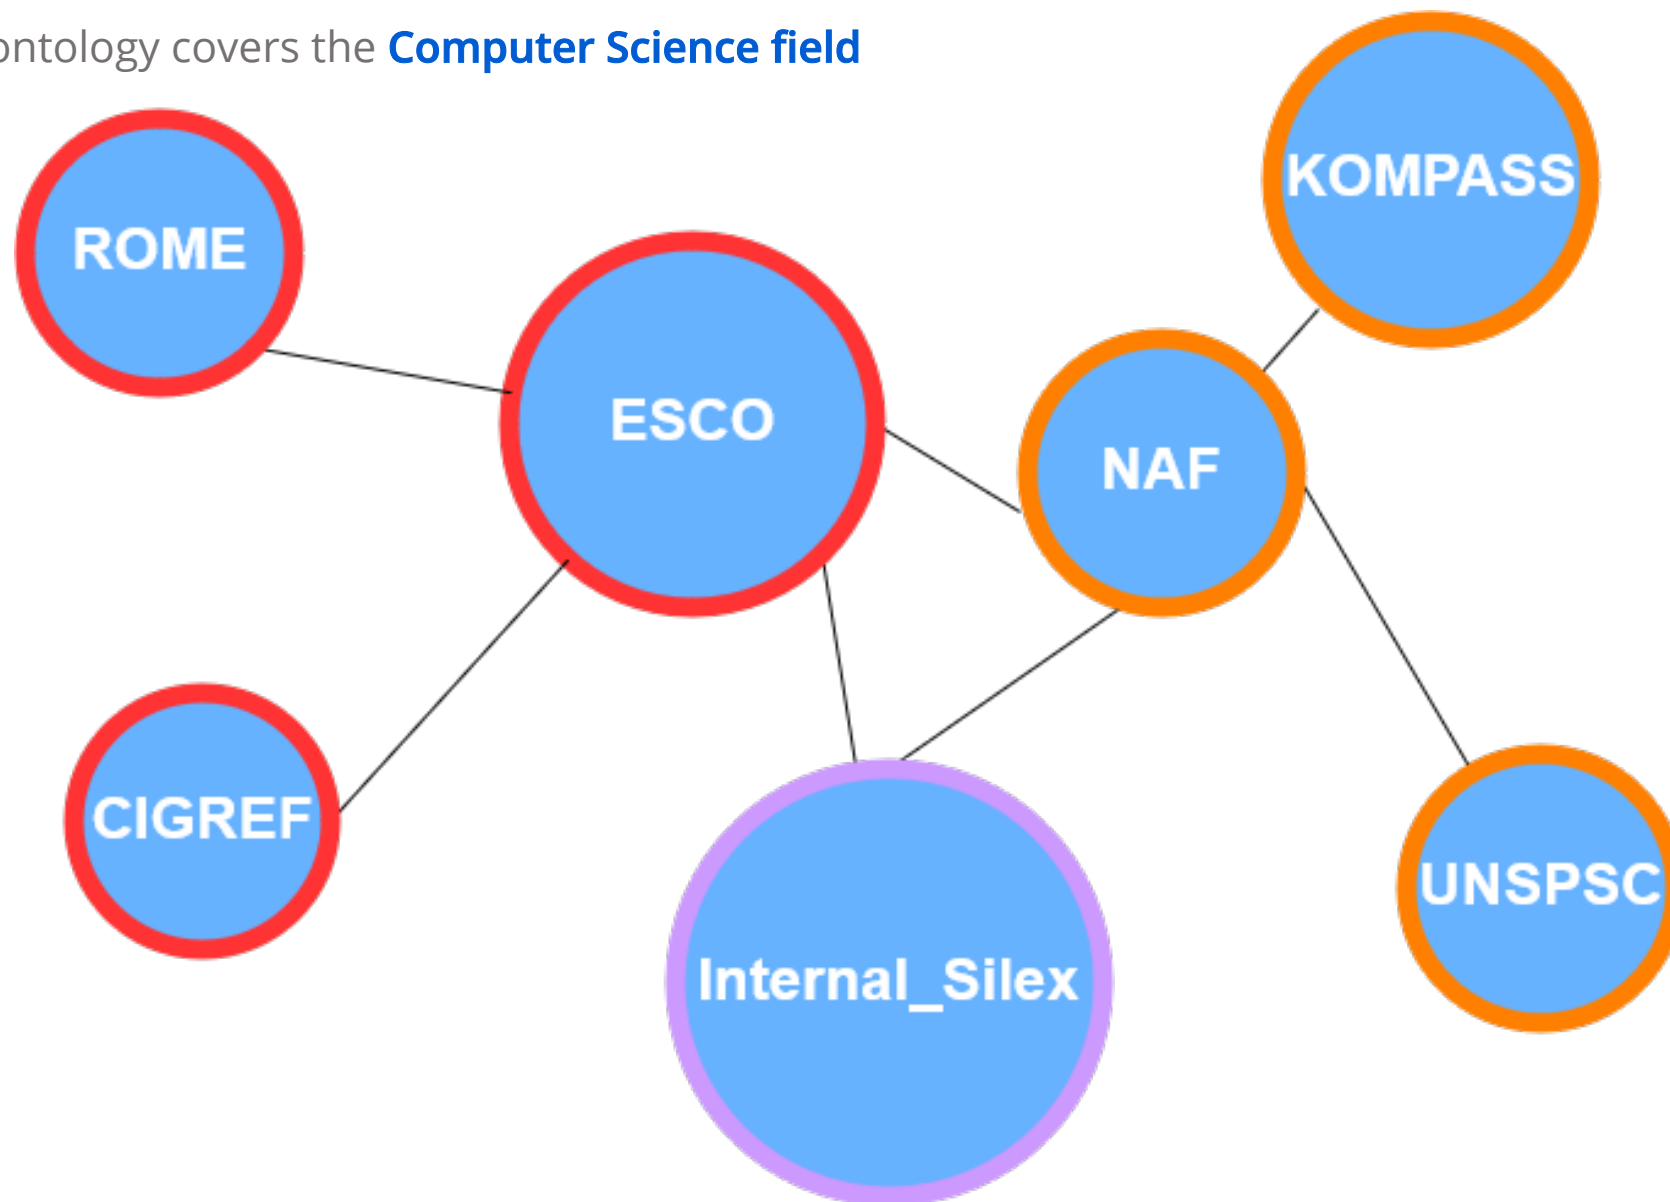 ontology covers the Computer Science field
KOMPASS
ROME
ESCO
NAF
CIGREF
UNSPSC
Internal_Silex